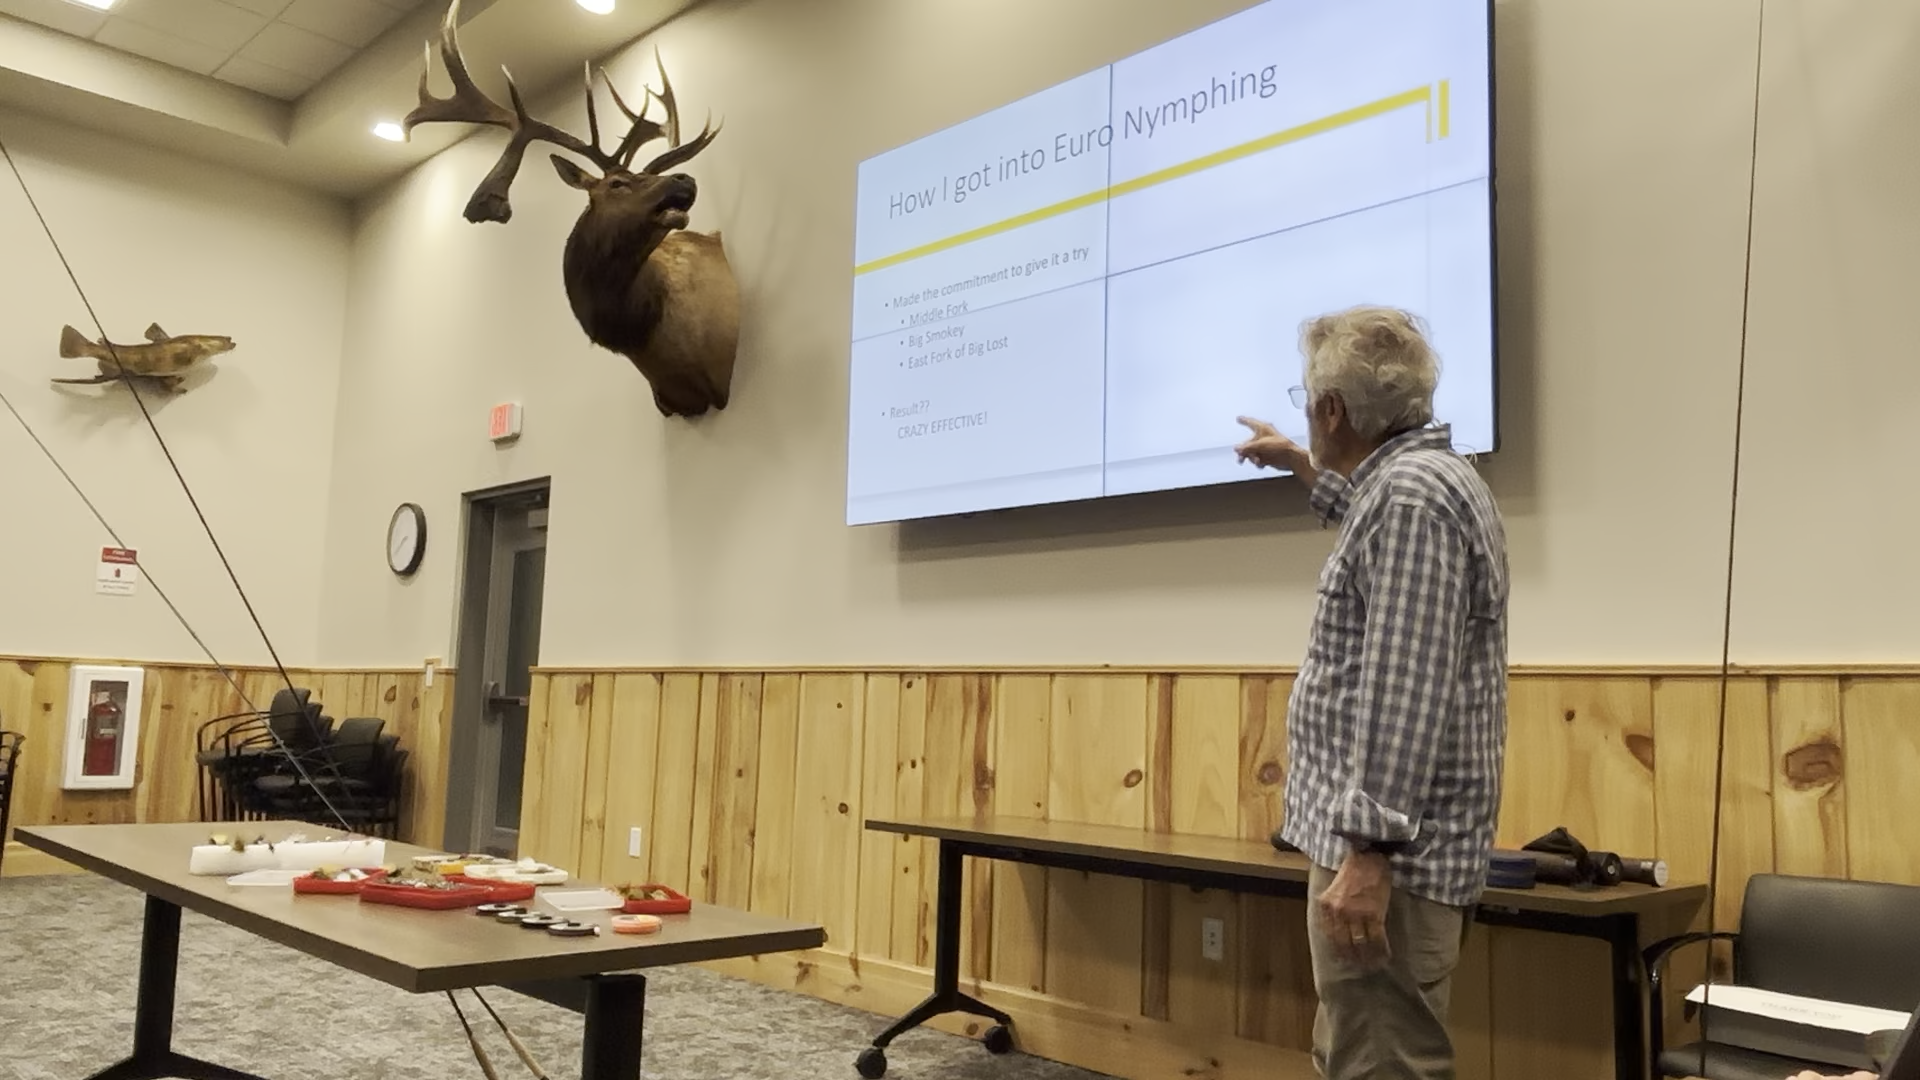 How I got into Euro Nymphing
• Made the commitment to give it a try
• Middle Fork
• Big Smokey
• East Fork of Big Lost
• Result??
CRAZY EFFECTIVE!
EXIT